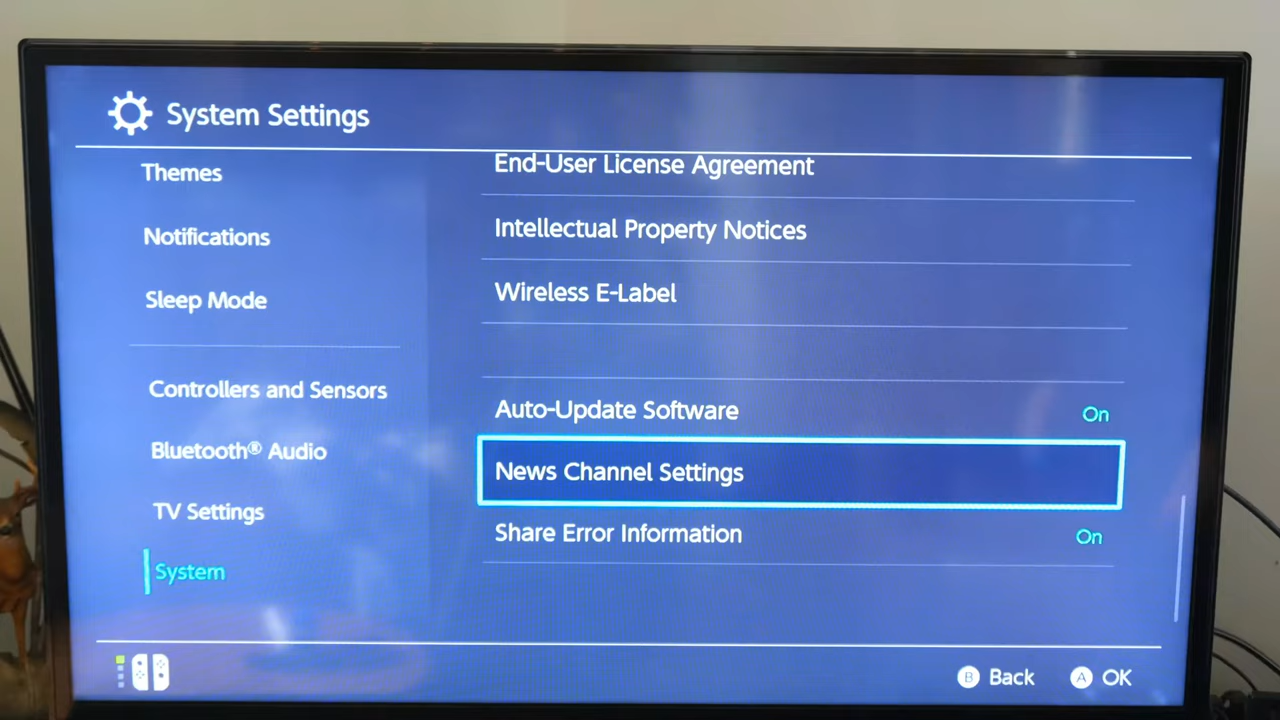 System Settings
Themes
Notifications
Sleep Mode
Controllers and Sensors
Bluetooth® Audio
TV Settings
System
End-User License Agreement
Intellectual Property Notices
Wireless E-Label
Auto-Update Software On
News Channel Settings
Share Error Information On
B Back A OK